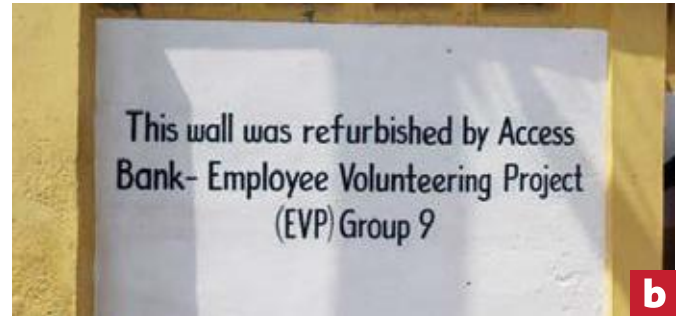 This wall was refurbished by Access
Bank- Employee Volunteering Project
(EVP) Group 9
b